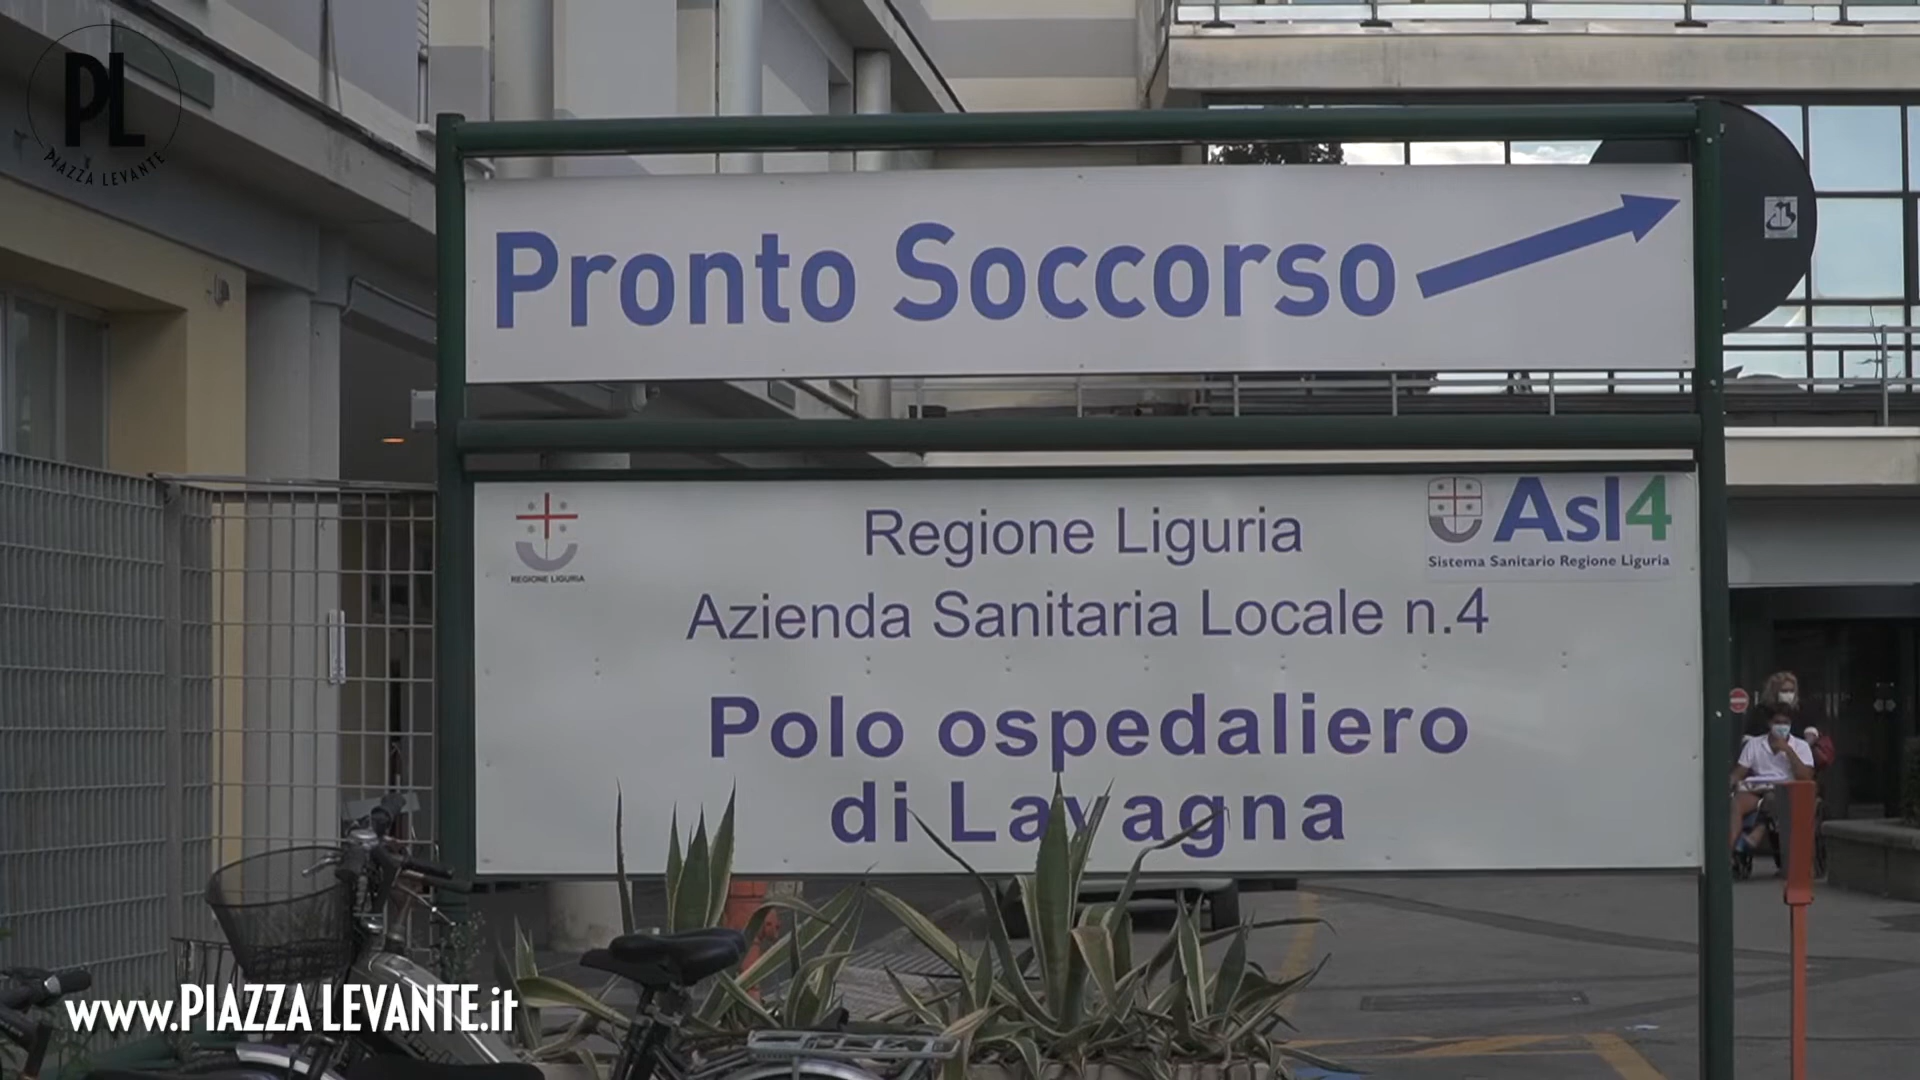 PL
PIAZZA LEVANTE
Pronto Soccorso
REGIONE LIGURIA
Regione Liguria
Azienda Sanitaria Locale n.4
Asl4
Sistema Sanitario Regione Liguria
Polo ospedaliero
di Lavagna
www.PIAZZA LEVANTE.it